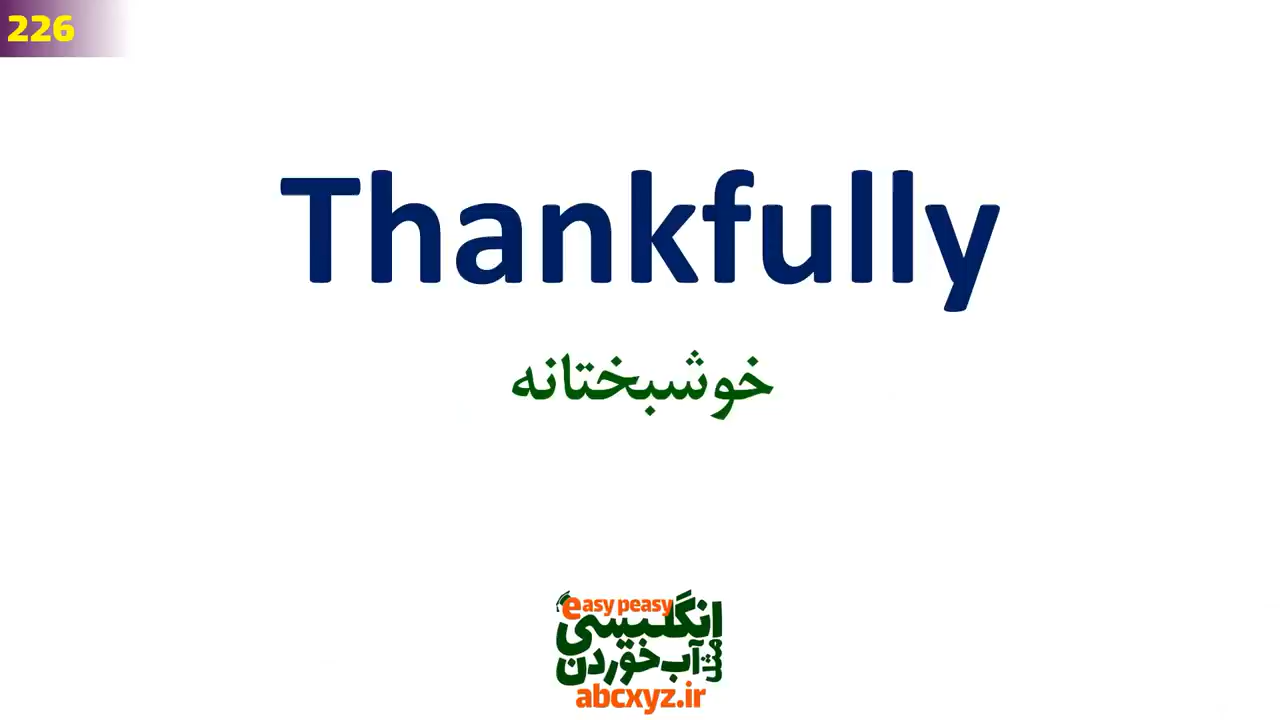 226
Thankfully
خوشبختانه
easy peasy
انگلیسی
مثل آب خوردن
abcxyz.ir